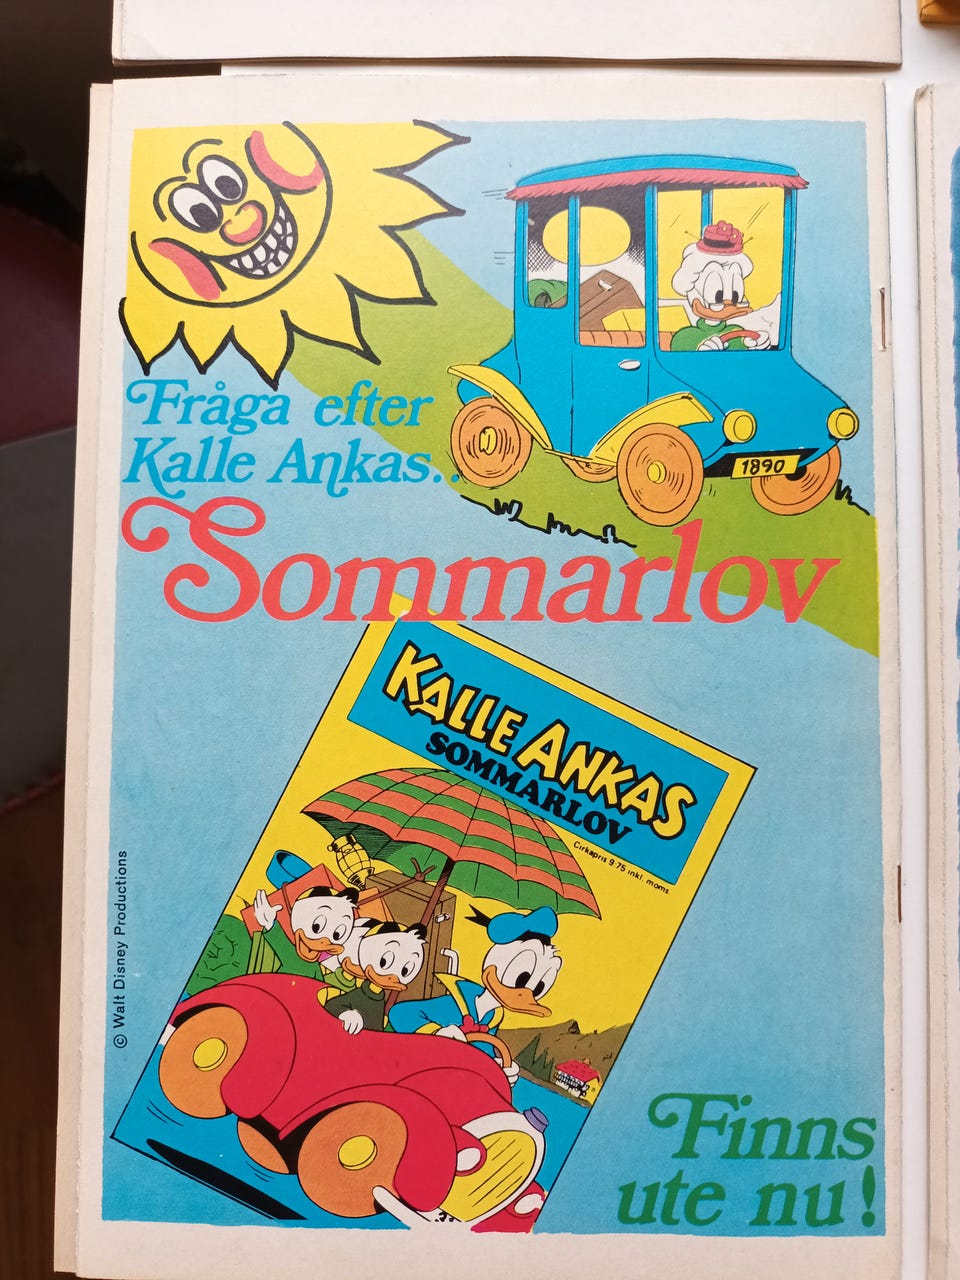 Fråga efter
Kalle Ankas..
Sommarlov
1890
KALLE ANKAS
SOMMARLOV
Cirkapris 9:75 inkl. moms
© Walt Disney Productions
Finns
ute nu!